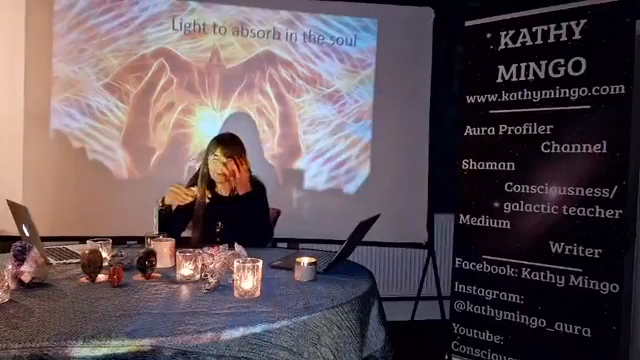 Light to absorb in the soul
KATHY
MINGO
www.kathymingo.com
Aura Profiler
Channel
Shaman
Consciousness/
galactic teacher
Medium
Writer
Facebook: Kathy Mingo
Instagram:
@kathymingo_aura
Youtube: